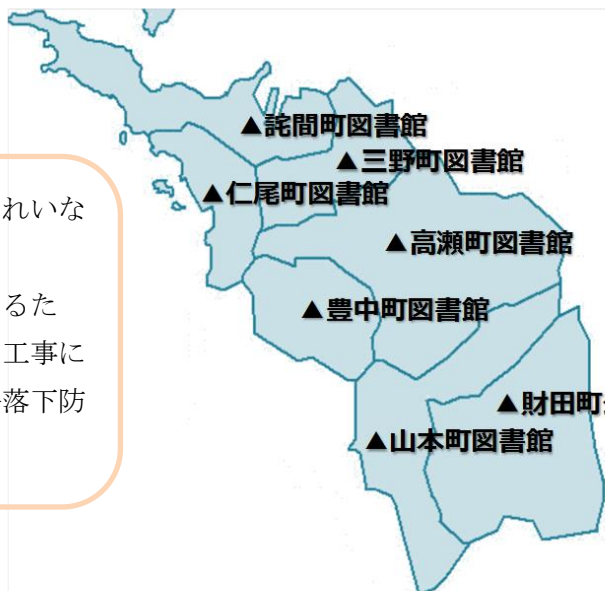 れいな
るた
工事に
落下防
▲詫間町図書館
▲三野町図書館
▲仁尾町図書館
▲高瀬町図書館
▲豊中町図書館
▲財田町
▲山本町図書館